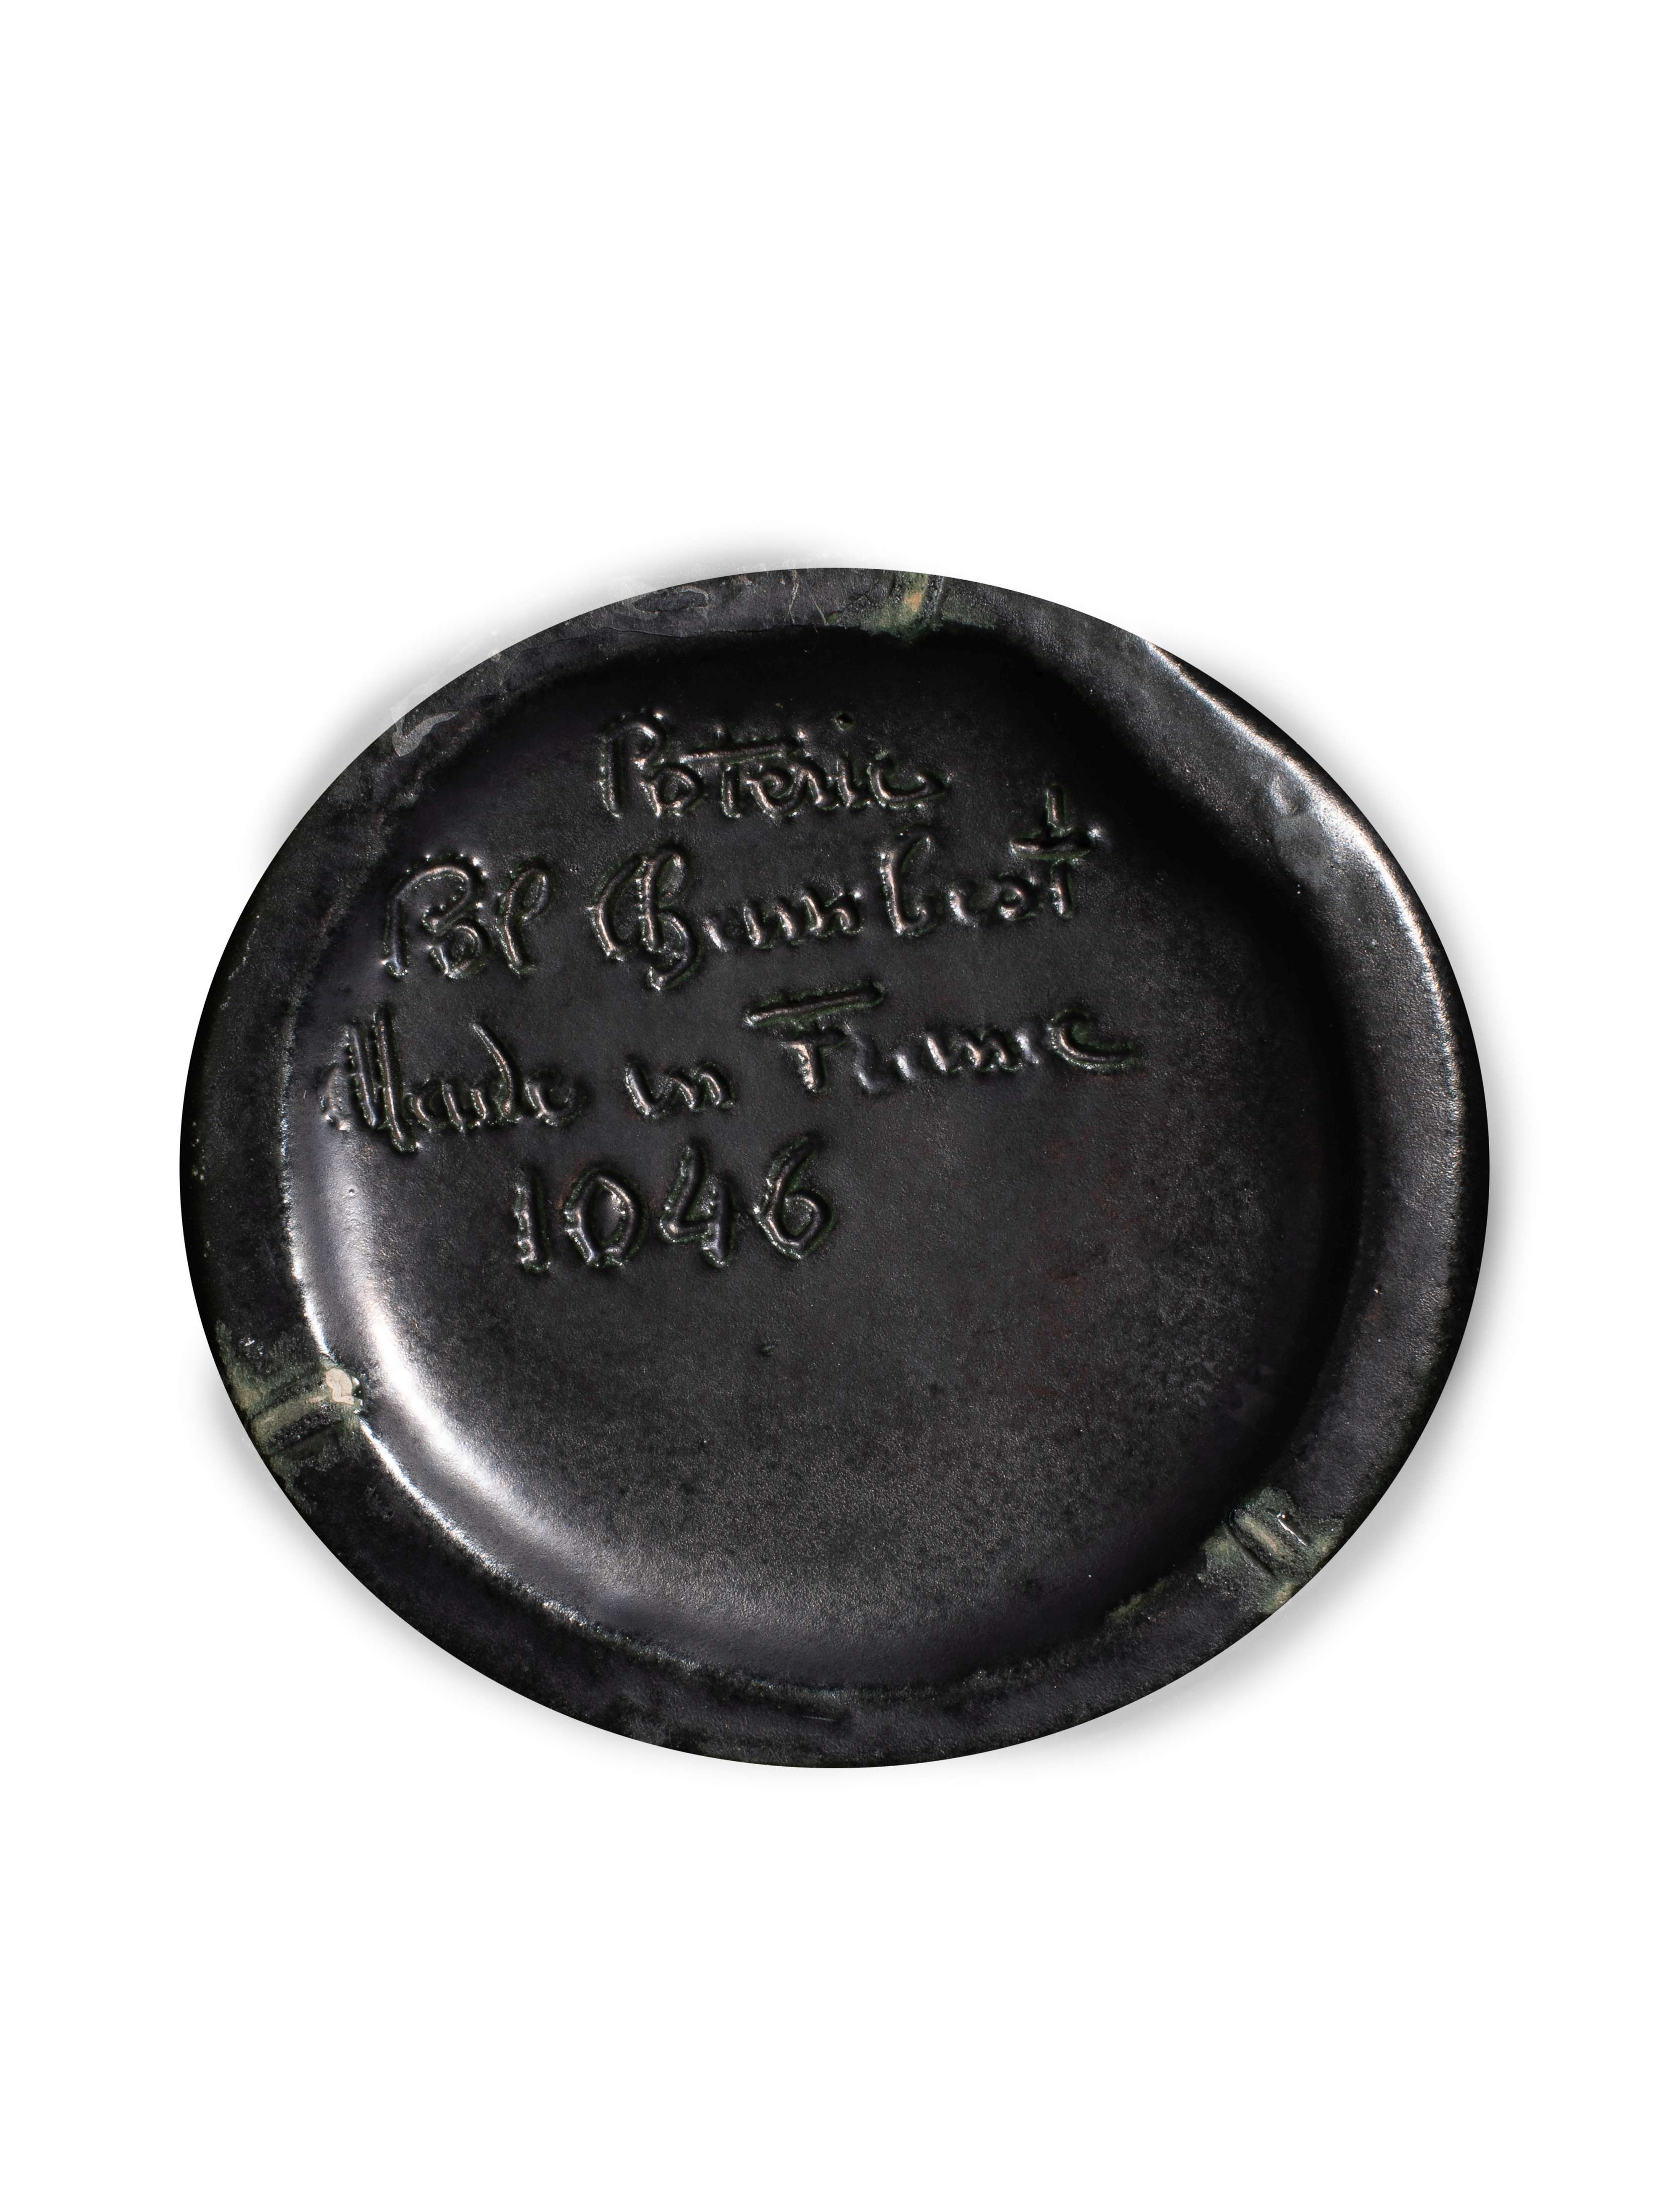 Poterie
Pol Chambost
Made in France
1046